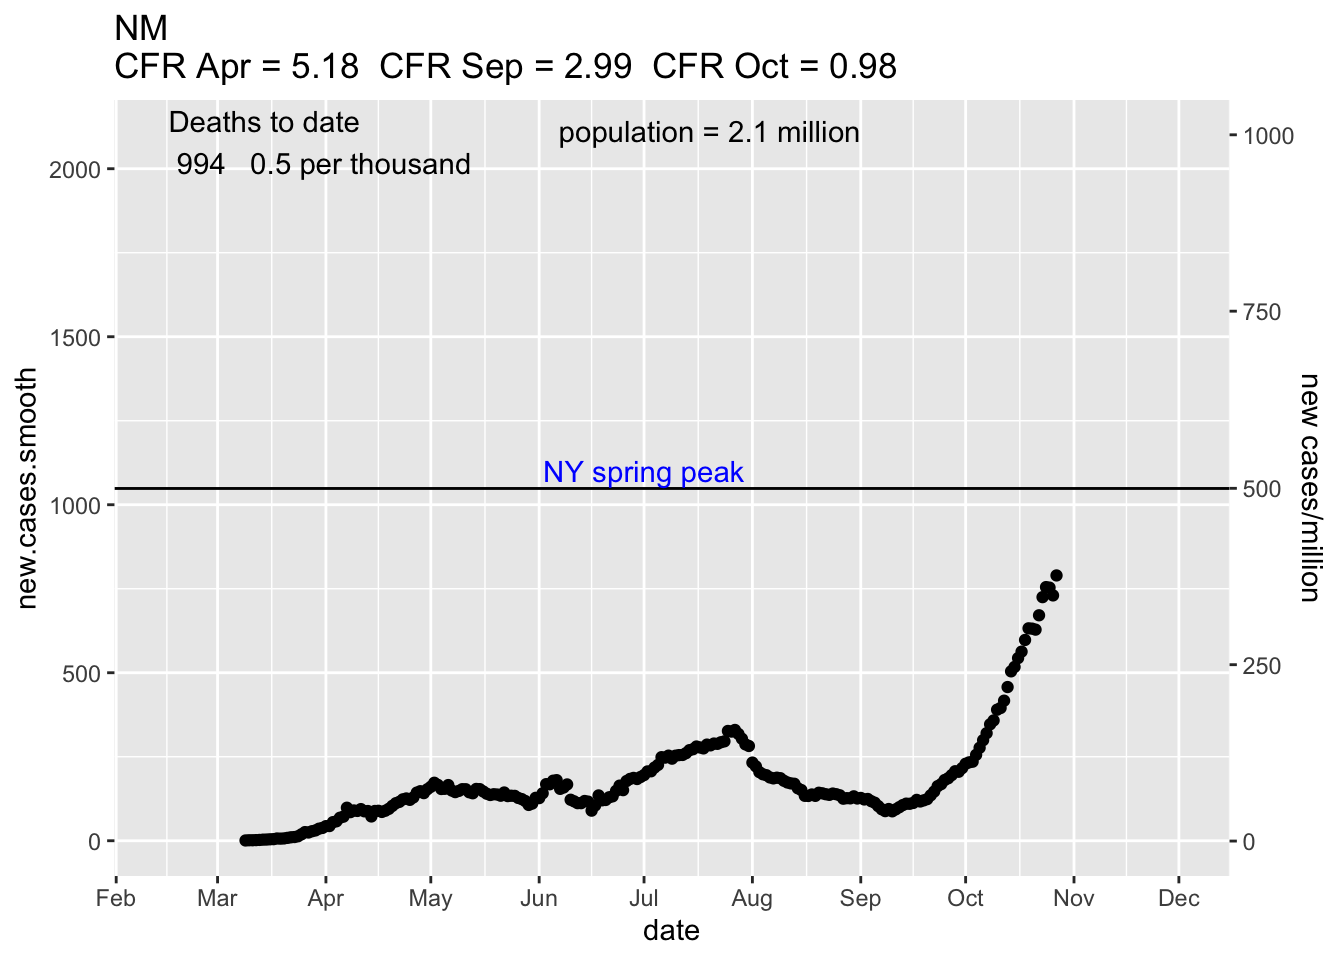 NM
CFR Apr = 5.18 CFR Sep = 2.99 CFR Oct = 0.98
Deaths to date
994 0.5 per thousand
population = 2.1 million
NY spring peak
new.cases.smooth
2000
1500
1000
500
0
1000
750
500
250
0
new cases/million
Feb Mar Apr May Jun Jul Aug Sep Oct Nov Dec
date